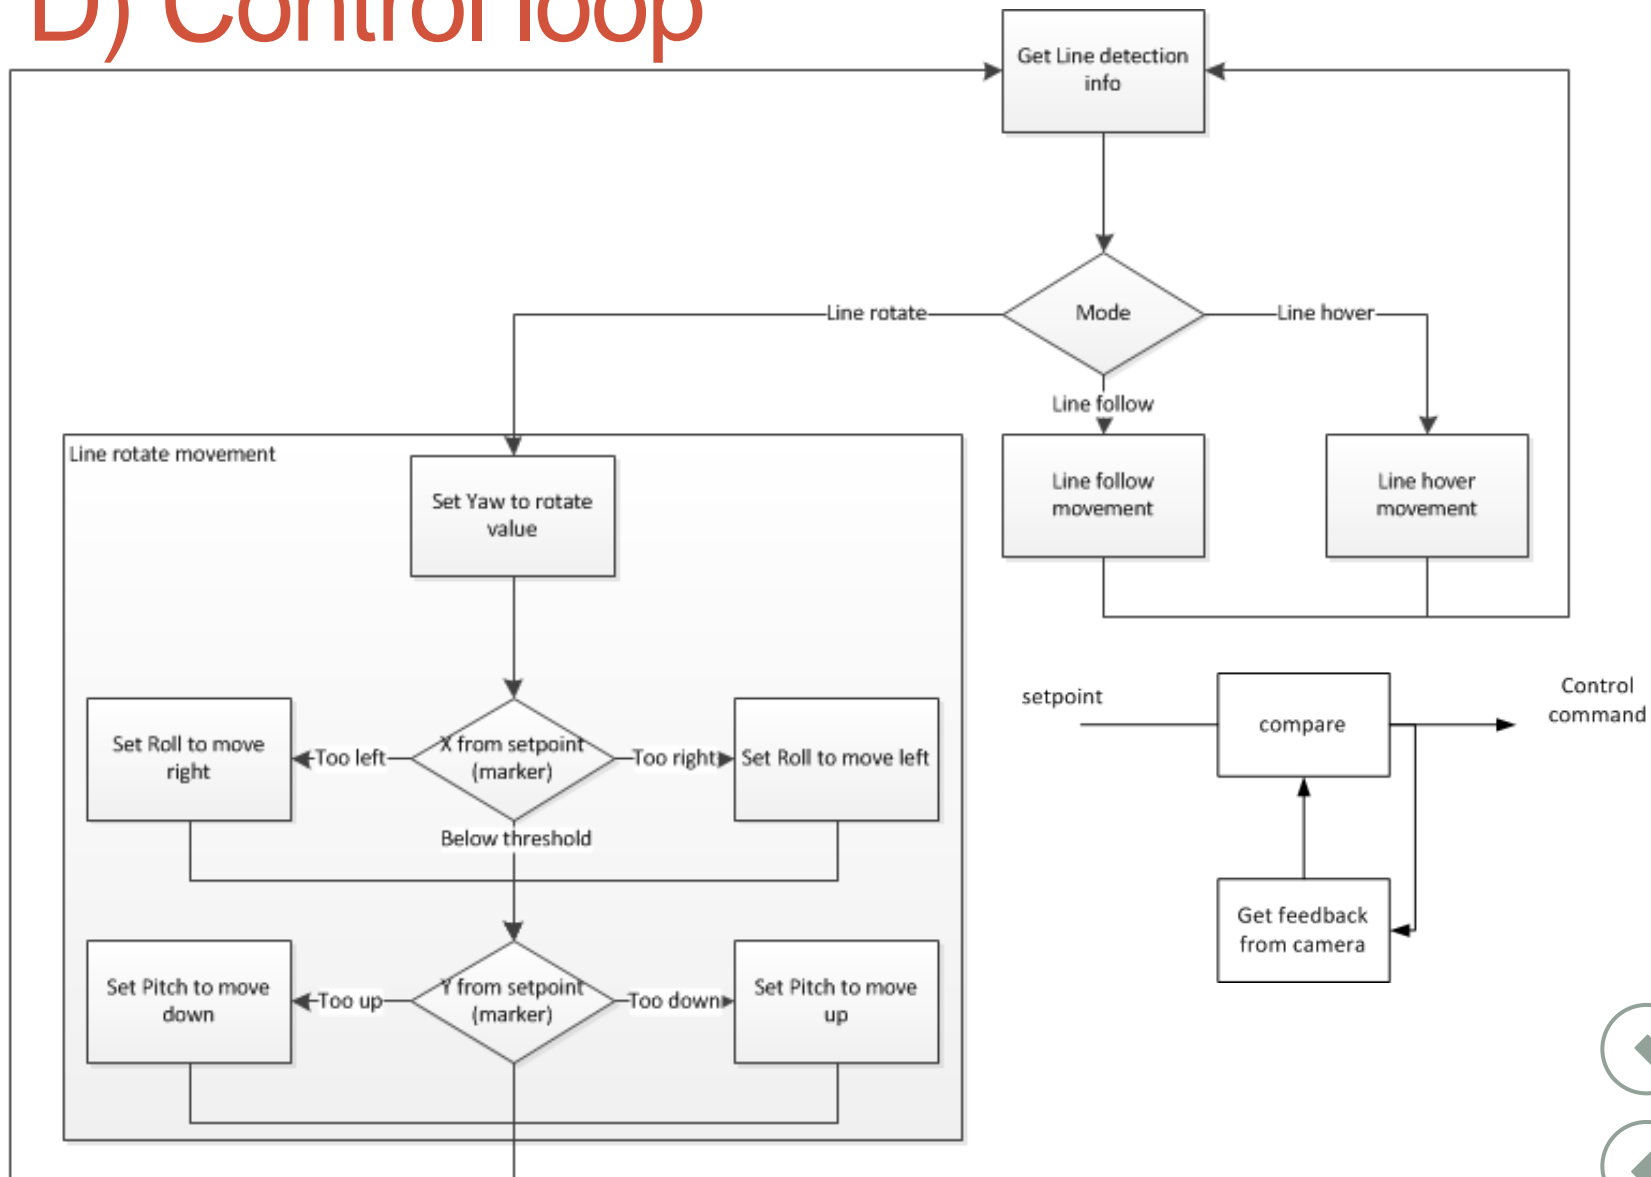 D) Control loop
Get Line detection
info
Mode
Line rotate
Line hover
Line follow
Line rotate movement
Set Yaw to rotate
value
Line follow
movement
Line hover
movement
X from setpoint
(marker)
Too left
Too right
Set Roll to move
right
Set Roll to move left
Below threshold
Y from setpoint
(marker)
Too up
Too down
Set Pitch to move
down
Set Pitch to move
up
setpoint
compare
Control
command
Get feedback
from camera